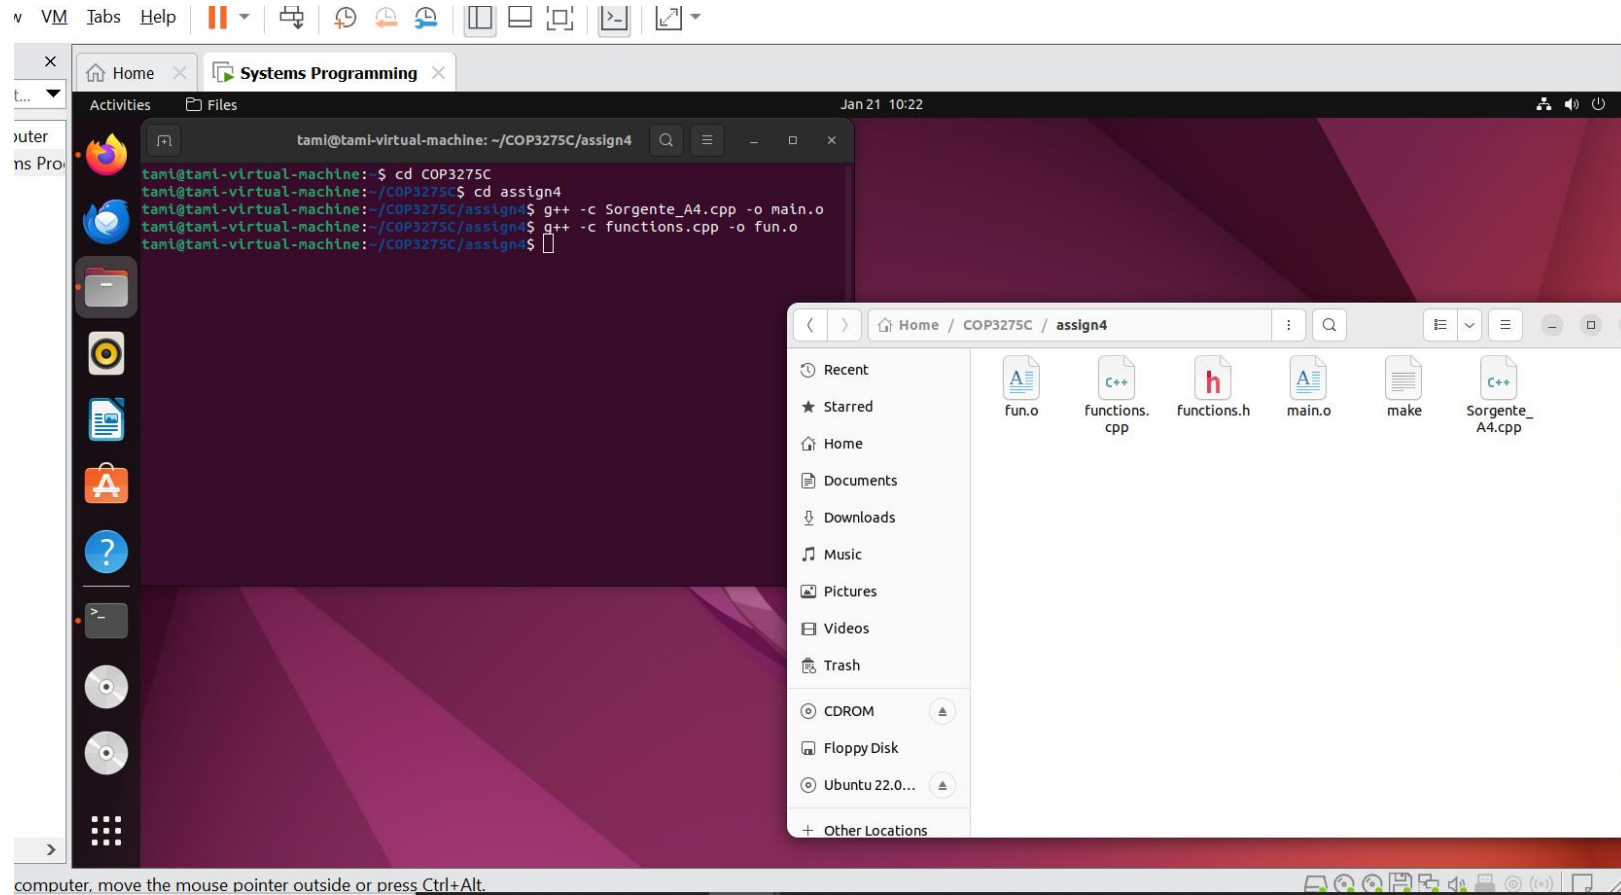 VM Tabs Help
Home
Systems Programming
Activities Files Jan 21 10:22
tami@tami-virtual-machine: ~/COP3275C/assign4
tami@tami-virtual-machine:~$ cd COP3275C
tami@tami-virtual-machine:~/COP3275C$ cd assign4
tami@tami-virtual-machine:~/COP3275C/assign4$ g++ -c Sorgente_A4.cpp -o main.o
tami@tami-virtual-machine:~/COP3275C/assign4$ g++ -c functions.cpp -o fun.o
tami@tami-virtual-machine:~/COP3275C/assign4$
Home / COP3275C / assign4
Recent
Starred
Home
Documents
Downloads
Music
Pictures
Videos
Trash
CDROM
Floppy Disk
Ubuntu 22.0...
+ Other Locations
fun.o
functions.
cpp
functions.h
main.o
make
Sorgente_
A4.cpp
computer, move the mouse pointer outside or press Ctrl+Alt.